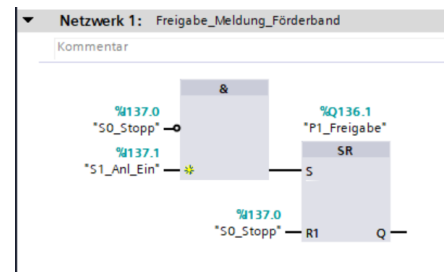 Netzwerk 1: Freigabe_Meldung_Förderband
Kommentar
&
%I137.0
"S0_Stopp"
%I137.1
"S1_Anl_Ein"
%Q136.1
"P1_Freigabe"
SR
S
%I137.0
"S0_Stopp"
R1 Q